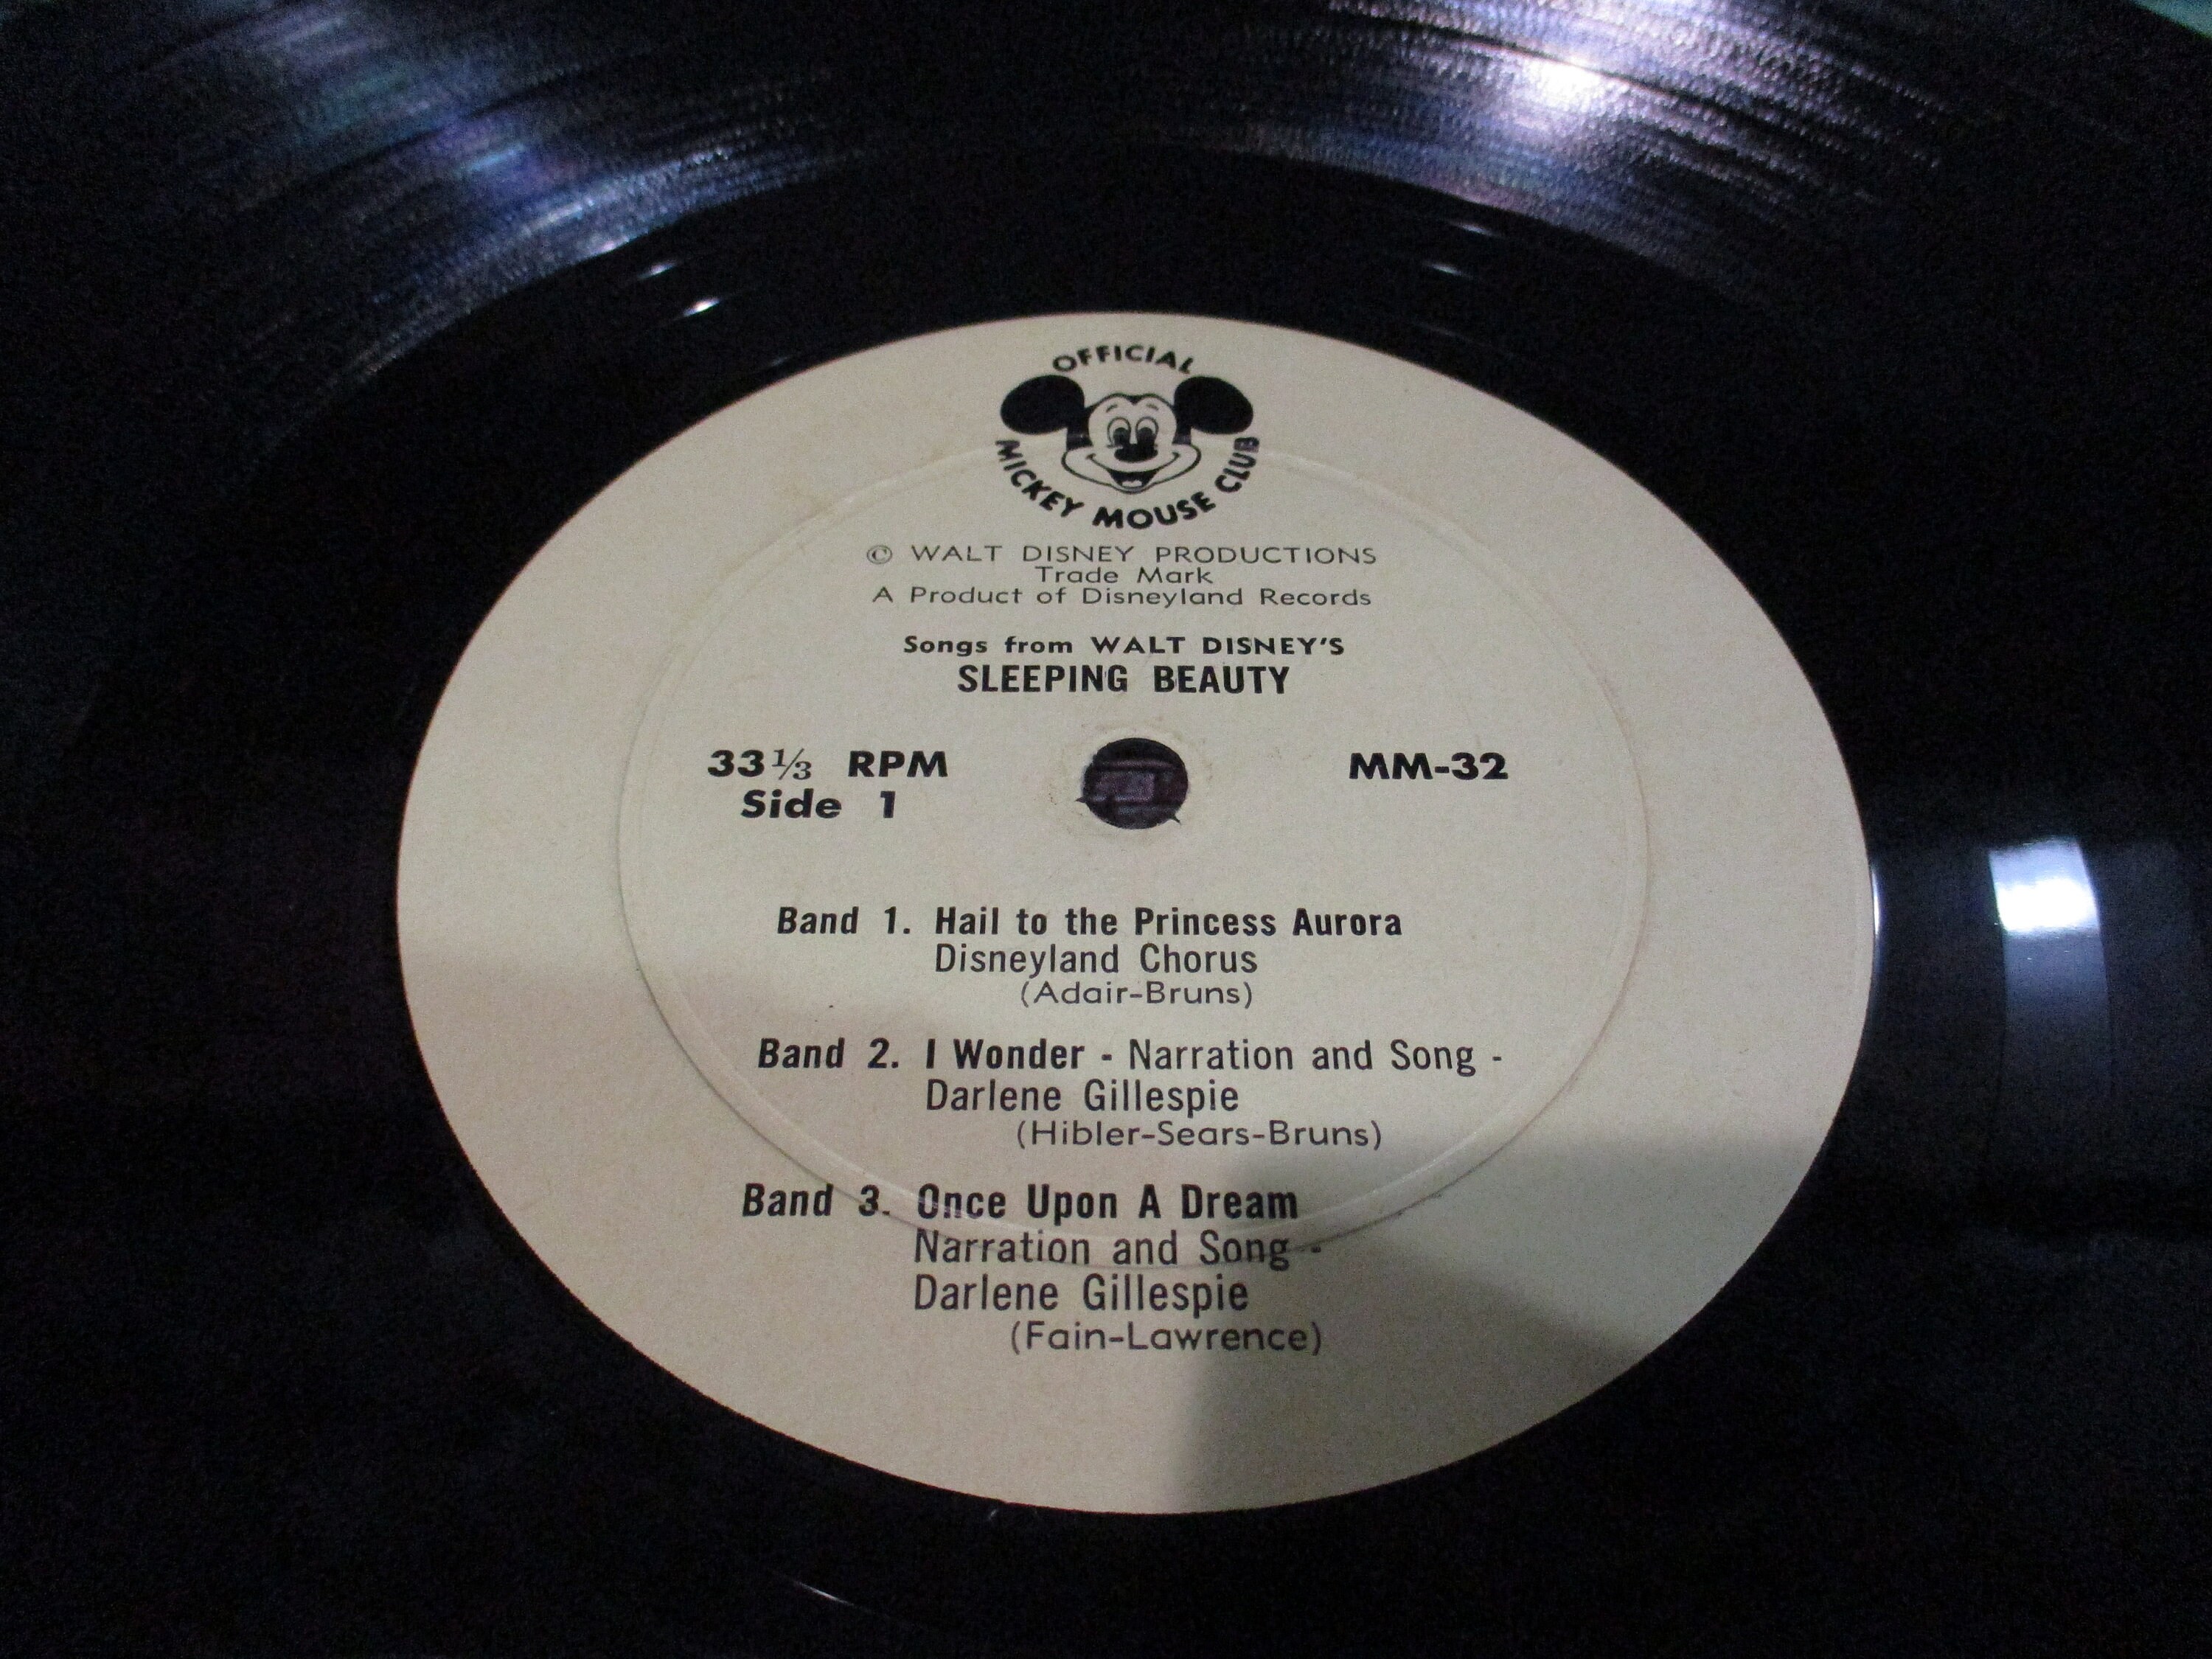 OFFICIAL
MICKEY MOUSE CLUB
© WALT DISNEY PRODUCTIONS
Trade Mark
A Product of Disneyland Records
Songs from WALT DISNEY'S
SLEEPING BEAUTY
33⅓ RPM MM-32
Side 1
Band 1. Hail to the Princess Aurora
Disneyland Chorus
(Adair-Bruns)
Band 2. I Wonder - Narration and Song -
Darlene Gillespie
(Hibler-Sears-Bruns)
Band 3. Once Upon A Dream
Narration and Song -
Darlene Gillespie
(Fain-Lawrence)